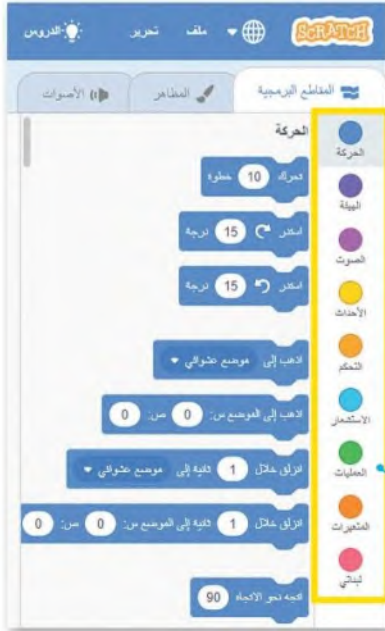 SCRATCH ملف تحرير الدروس
المقاطع البرمجية المظاهر الأصوات
الحركة
الهيئة
الصوت
الأحداث
التحكم
الاستشعار
العمليات
المتغيرات
لبناتي
الحركة
تحرك 10 خطوة
استدر 15 درجة
استدر 15 درجة
اذهب إلى موضع عشوائي
اذهب إلى الموضع س: 0 ص: 0
انزلق خلال 1 ثانية إلى موضع عشوائي
انزلق خلال 1 ثانية إلى الموضع س: 0 ص: 0
اتجه نحو الاتجاه 90